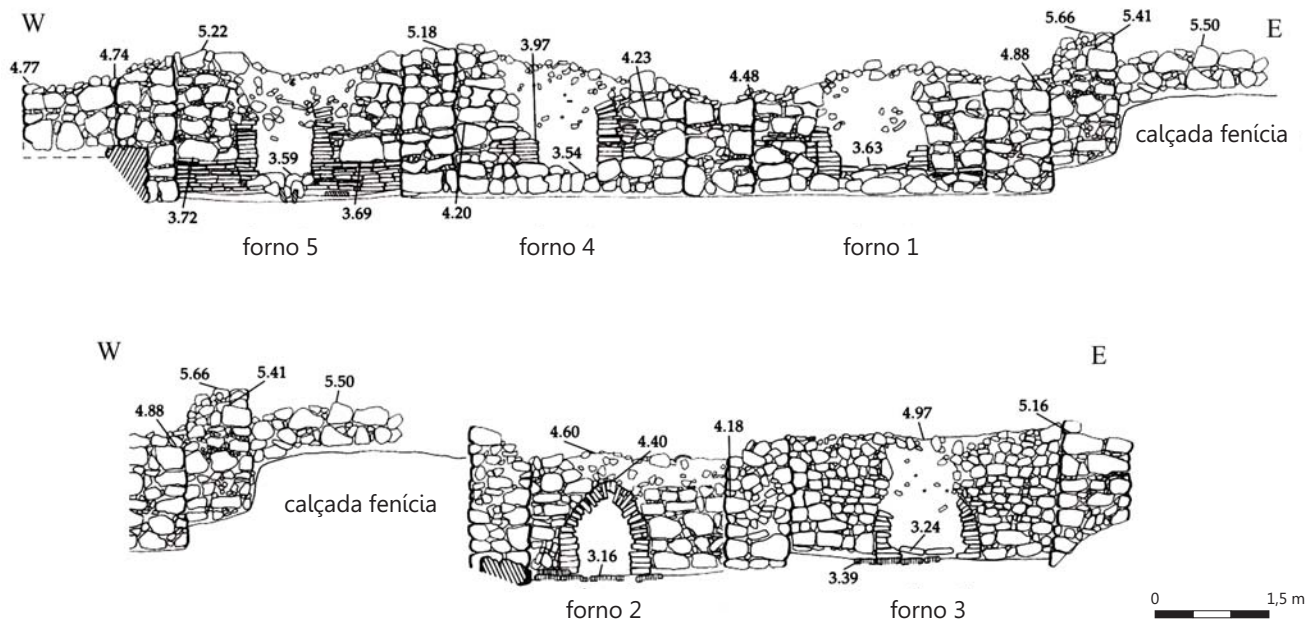 W
E
5.22
5.18
3.97
5.66
5.41
5.50
4.77
4.74
4.23
4.48
4.88
calçada fenícia
3.59
3.54
3.63
3.72
3.69
4.20
forno 5
forno 4
forno 1
W
E
5.66
5.41
5.50
4.88
4.60
4.40
4.18
4.97
5.16
calçada fenícia
3.16
3.24
3.39
forno 2
forno 3
0
1,5 m